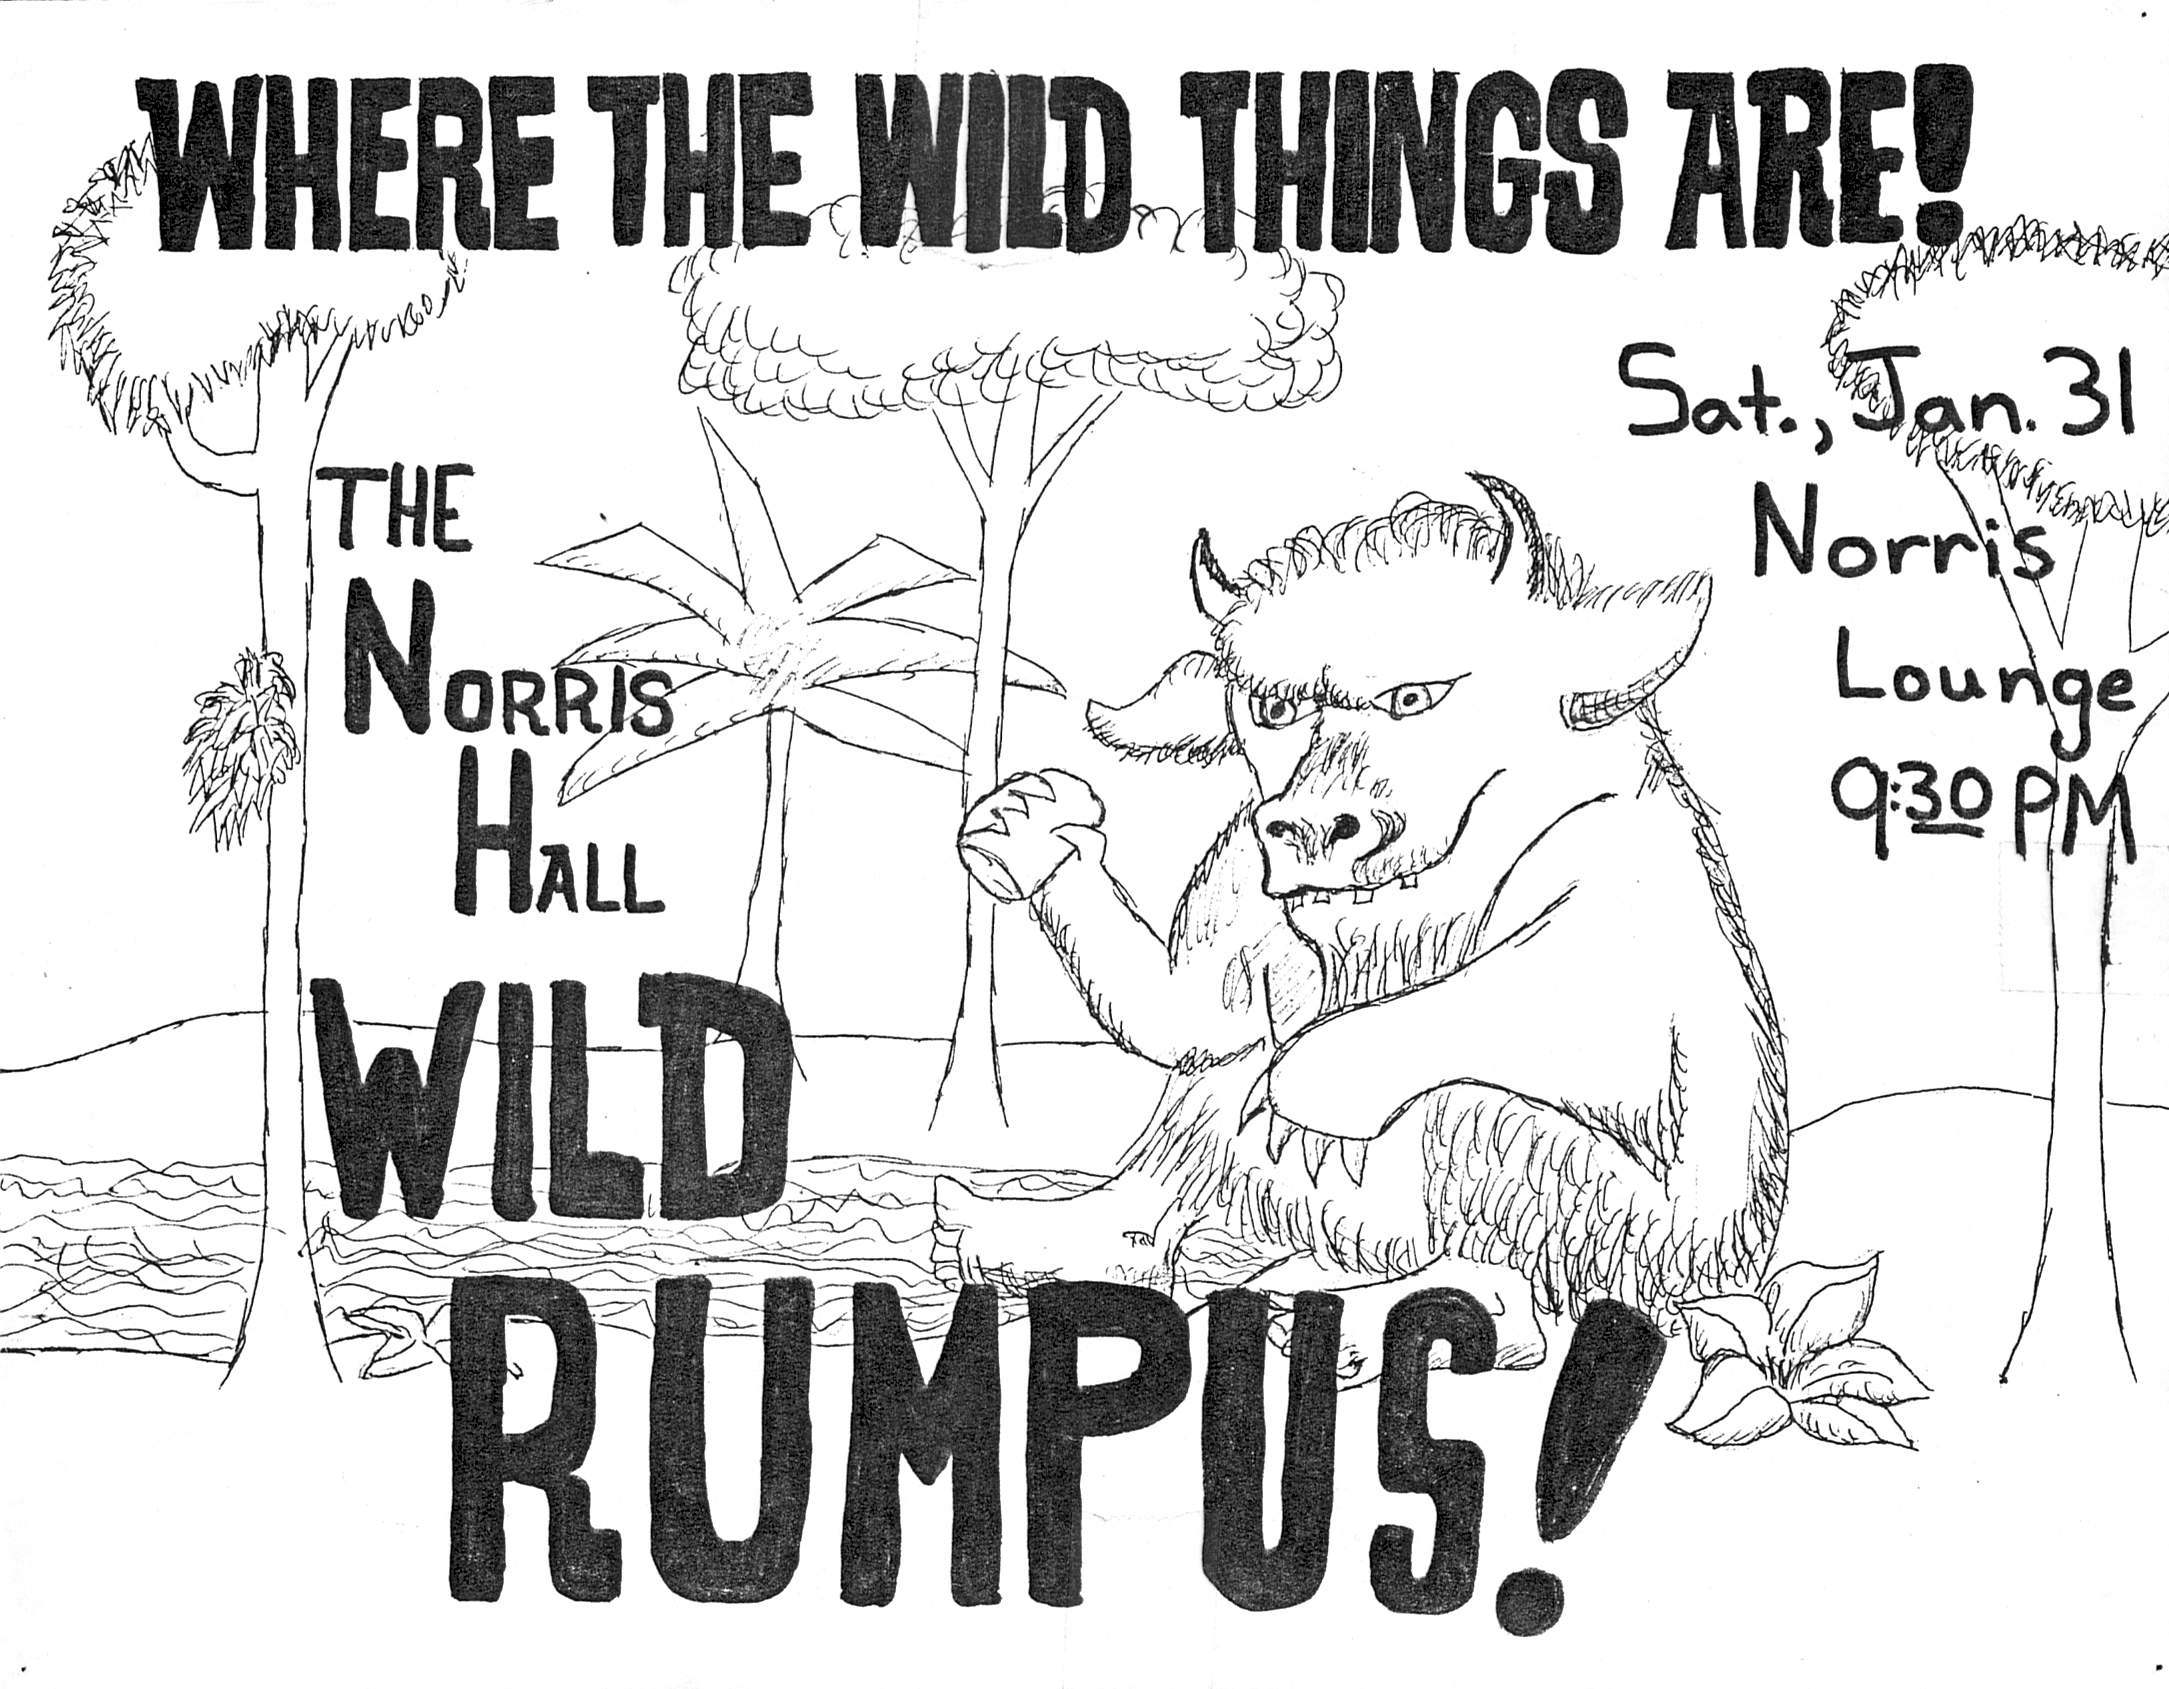 WHERE THE WILD THINGS ARE!
Sat., Jan. 31
Norris
Lounge
9:30 PM
THE
NORRIS
HALL
WILD
RUMPUS!